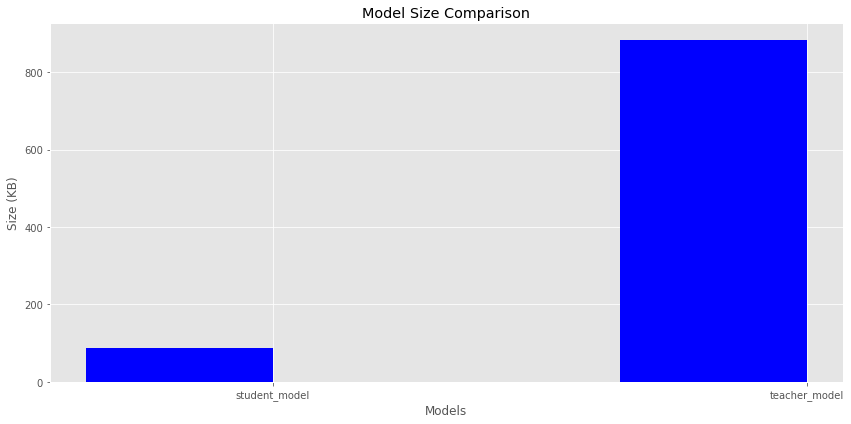 Model Size Comparison
Size (KB)
800
600
400
200
0
student_model
teacher_model
Models